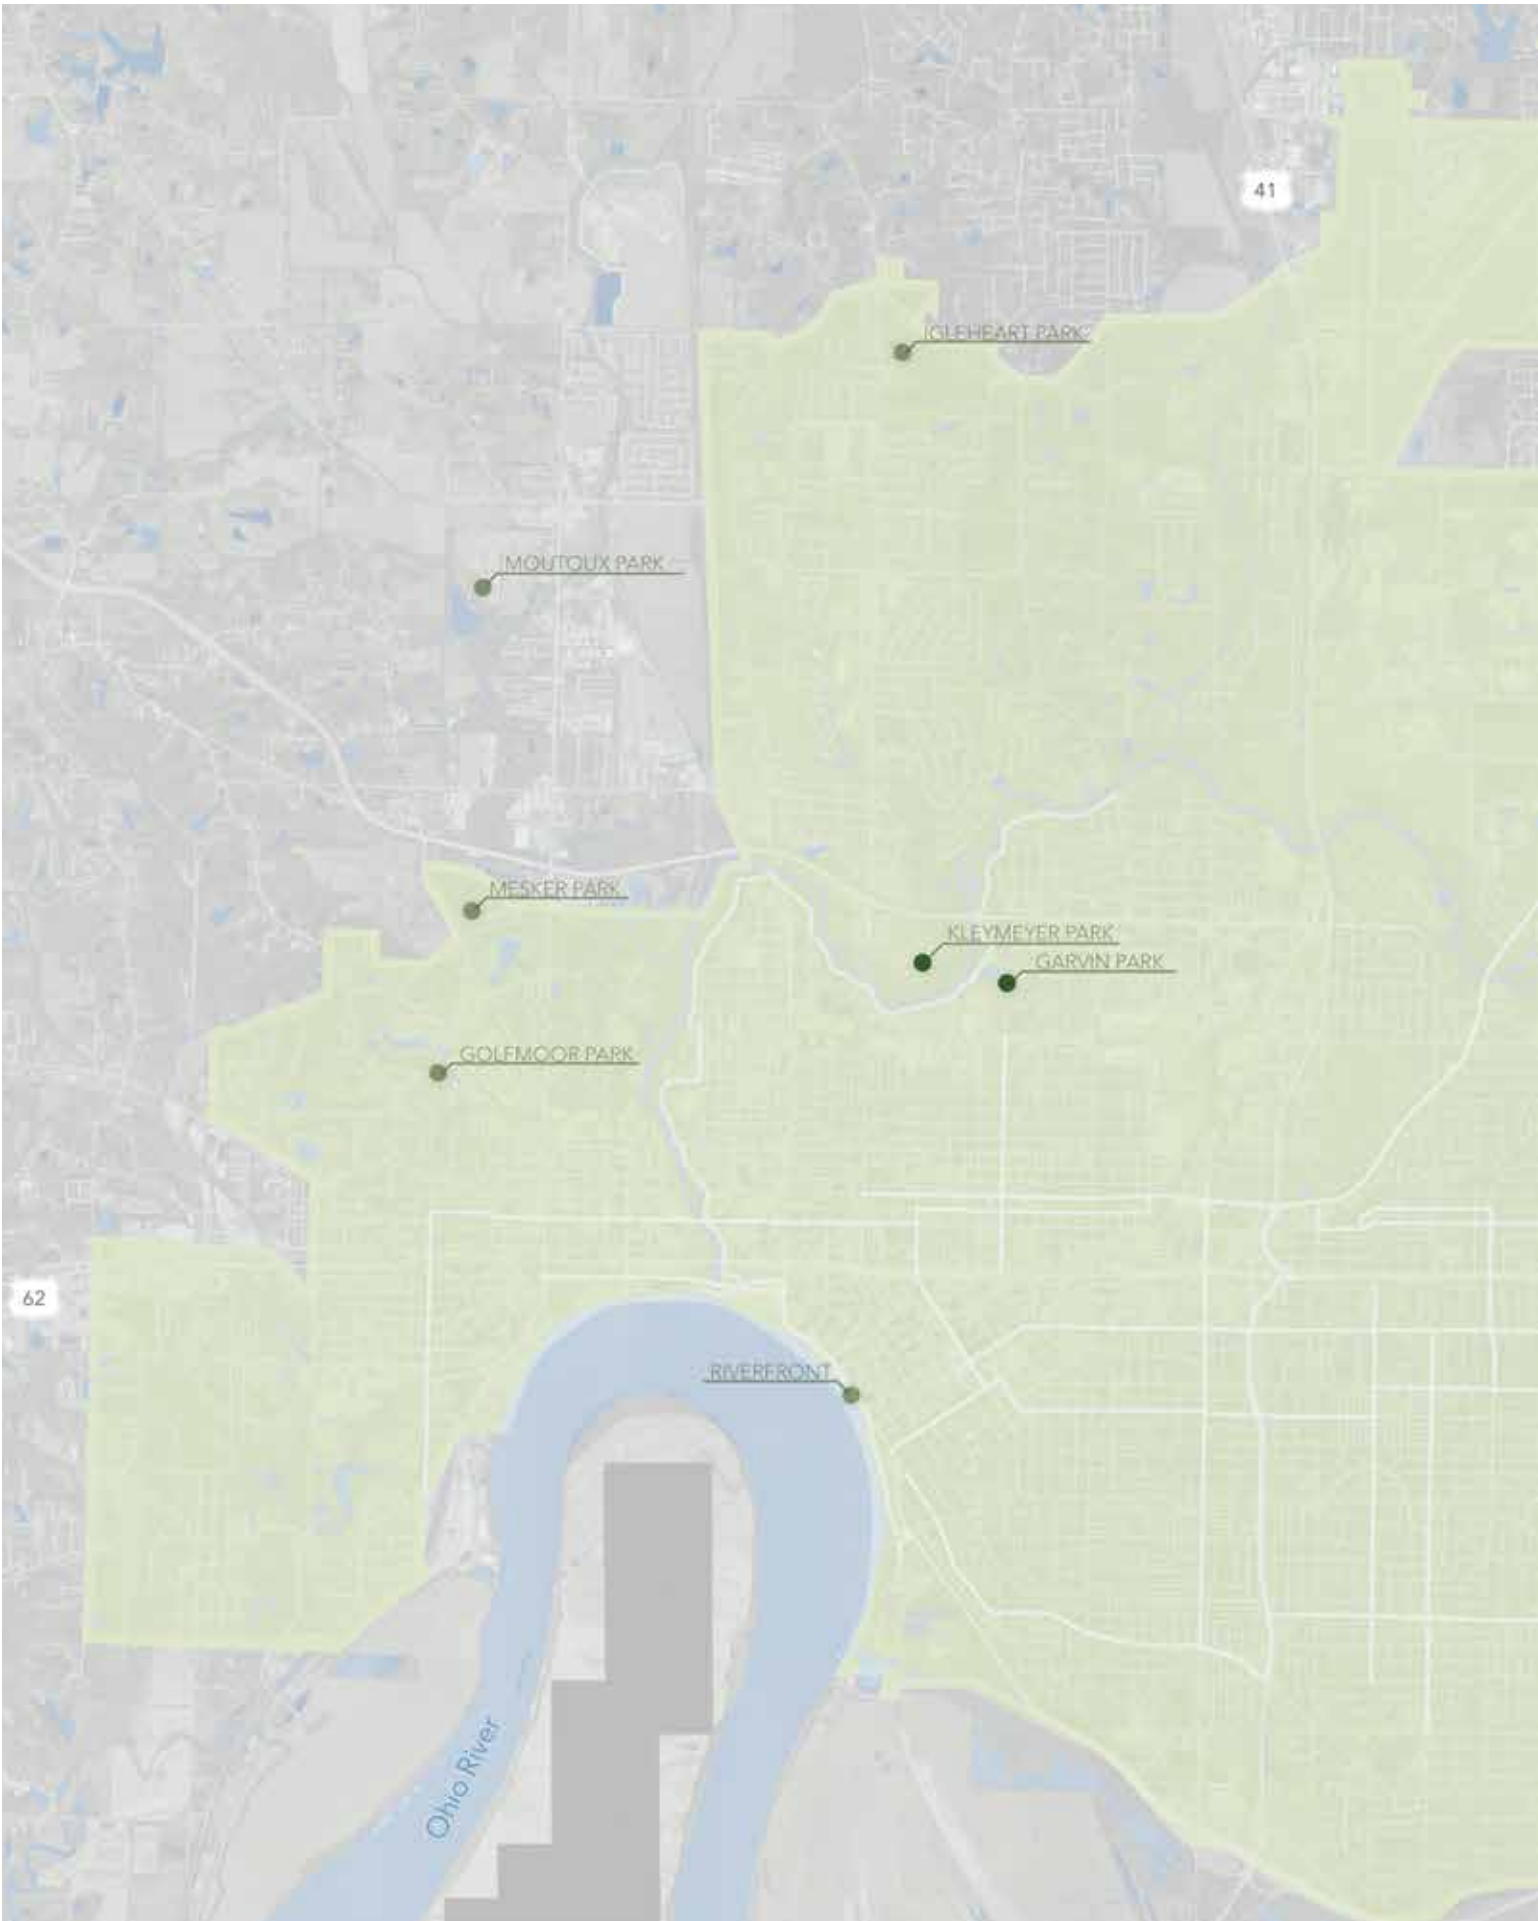 41
IGLEHEART PARK
MOUTOUX PARK
MESKER PARK
KLEYMEYER PARK
GARVIN PARK
GOLFMOOR PARK
62
RIVERFRONT
Ohio River